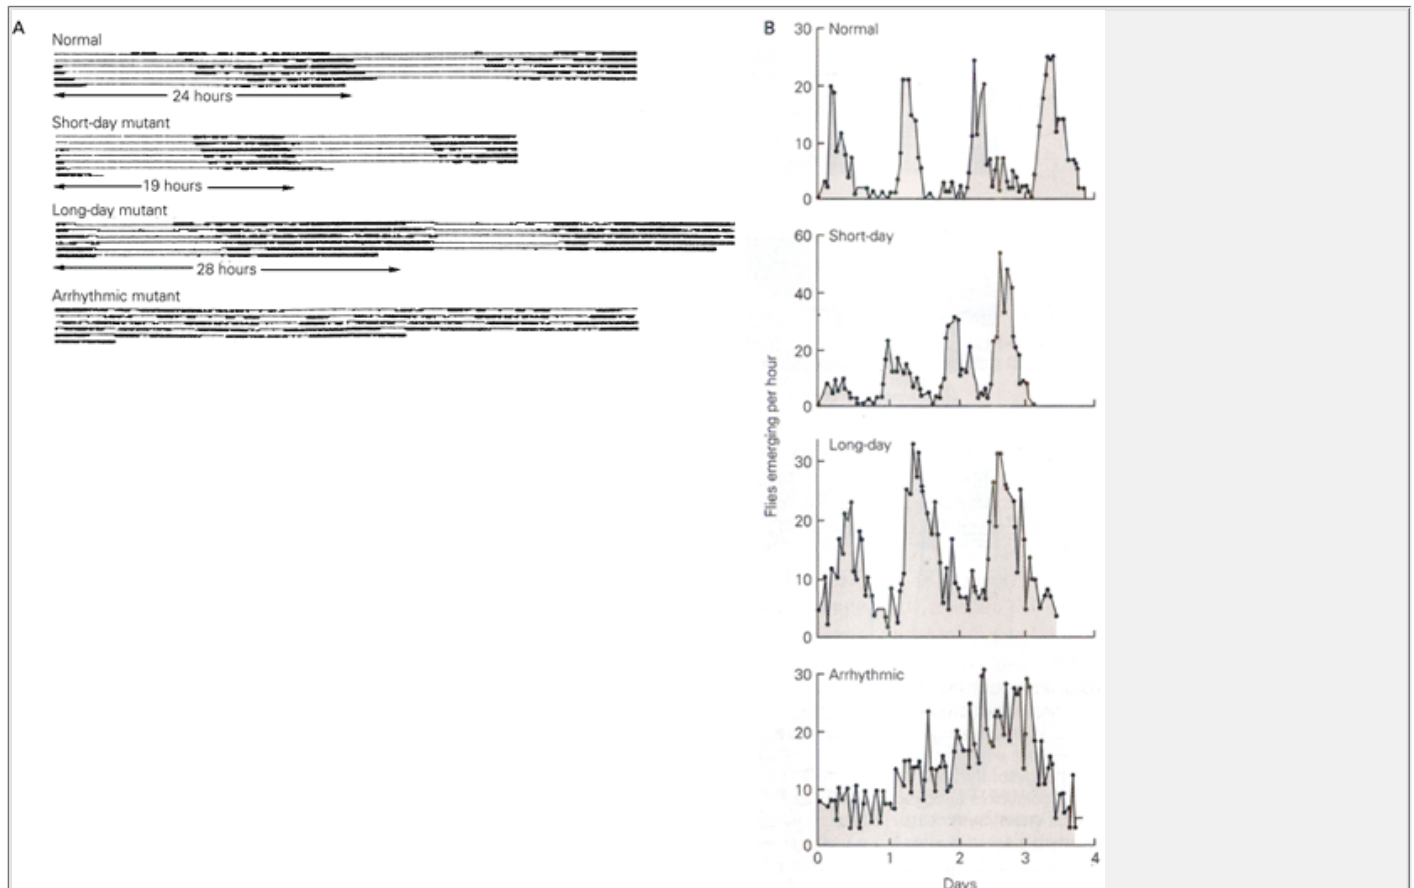 A
Normal
24 hours
Short-day mutant
19 hours
Long-day mutant
28 hours
Arrhythmic mutant
B
Flies emerging per hour
30
20
10
0
Normal
60
40
20
0
Short-day
30
20
10
0
Long-day
30
20
10
0
Arrhythmic
0 1 2 3 4
Days